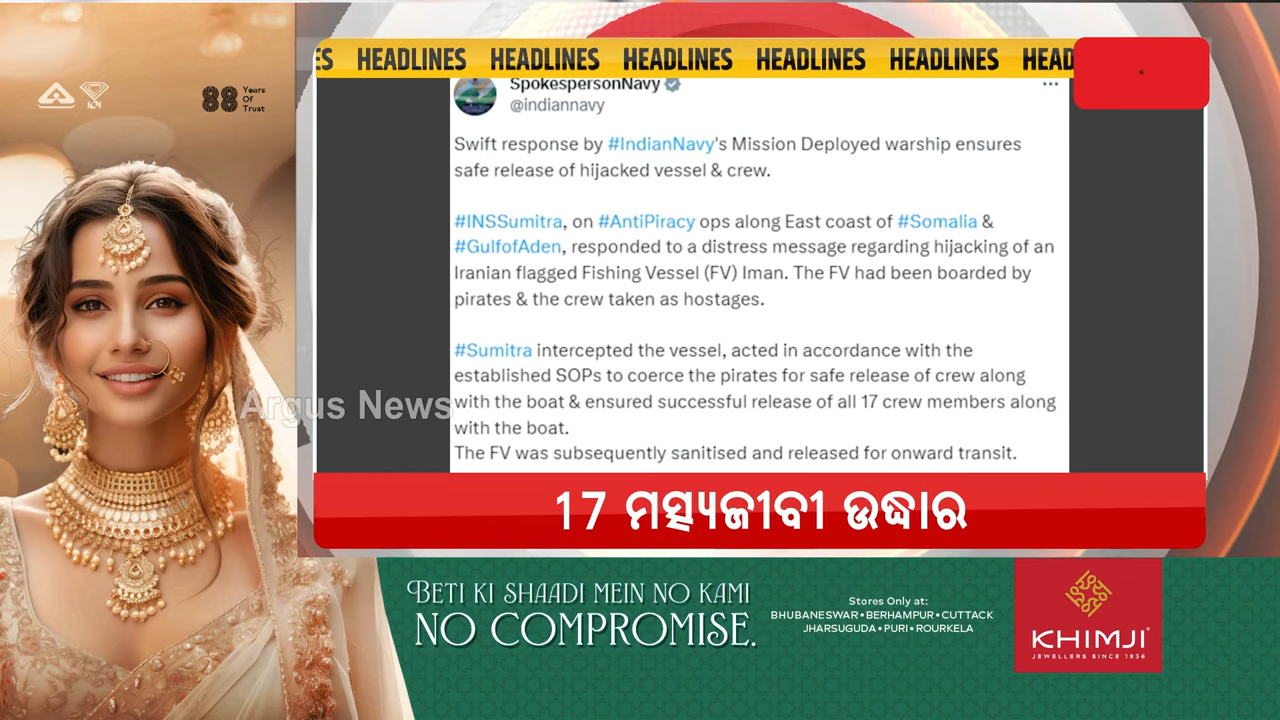 ES HEADLINES HEADLINES HEADLINES HEADLINES HEADLINES HEAD
88 Years
Of
Trust
SpokespersonNavy
@indiannavy
Swift response by #IndianNavy's Mission Deployed warship ensures
safe release of hijacked vessel & crew.
#INSSumitra, on #AntiPiracy ops along East coast of #Somalia &
#GulfofAden, responded to a distress message regarding hijacking of an
Iranian flagged Fishing Vessel (FV) Iman. The FV had been boarded by
pirates & the crew taken as hostages.
#Sumitra intercepted the vessel, acted in accordance with the
established SOPs to coerce the pirates for safe release of crew along
with the boat & ensured successful release of all 17 crew members along
with the boat.
The FV was subsequently sanitised and released for onward transit.
Argus News
17 ମତ୍ସ୍ୟଜୀବୀ ଉଦ୍ଧାର
BETI KI SHAADI MEIN NO KAMI
NO COMPROMISE.
Stores Only at:
BHUBANESWAR • BERHAMPUR • CUTTACK
JHARSUGUDA • PURI • ROURKELA
KHIMJI
JEWELLERS SINCE 1936